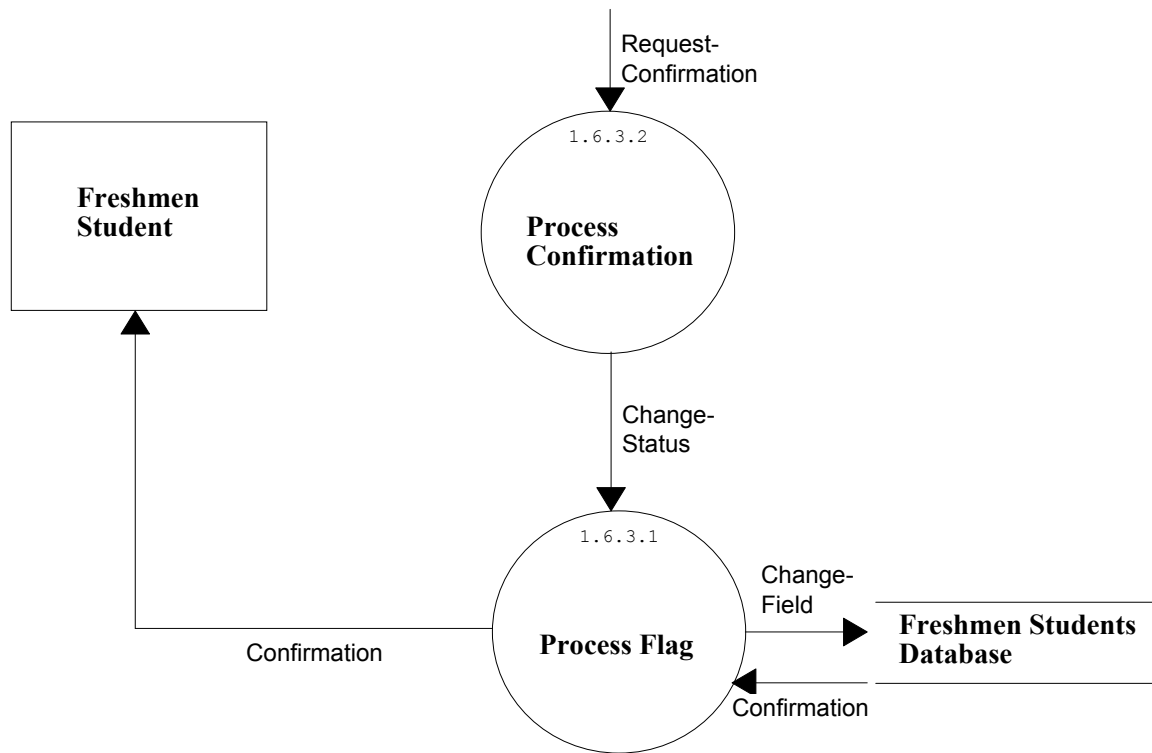 Request-
Confirmation
1.6.3.2
Freshmen
Student
Process
Confirmation
Change-
Status
1.6.3.1
Process Flag
Change-
Field
Freshmen Students
Database
Confirmation
Confirmation